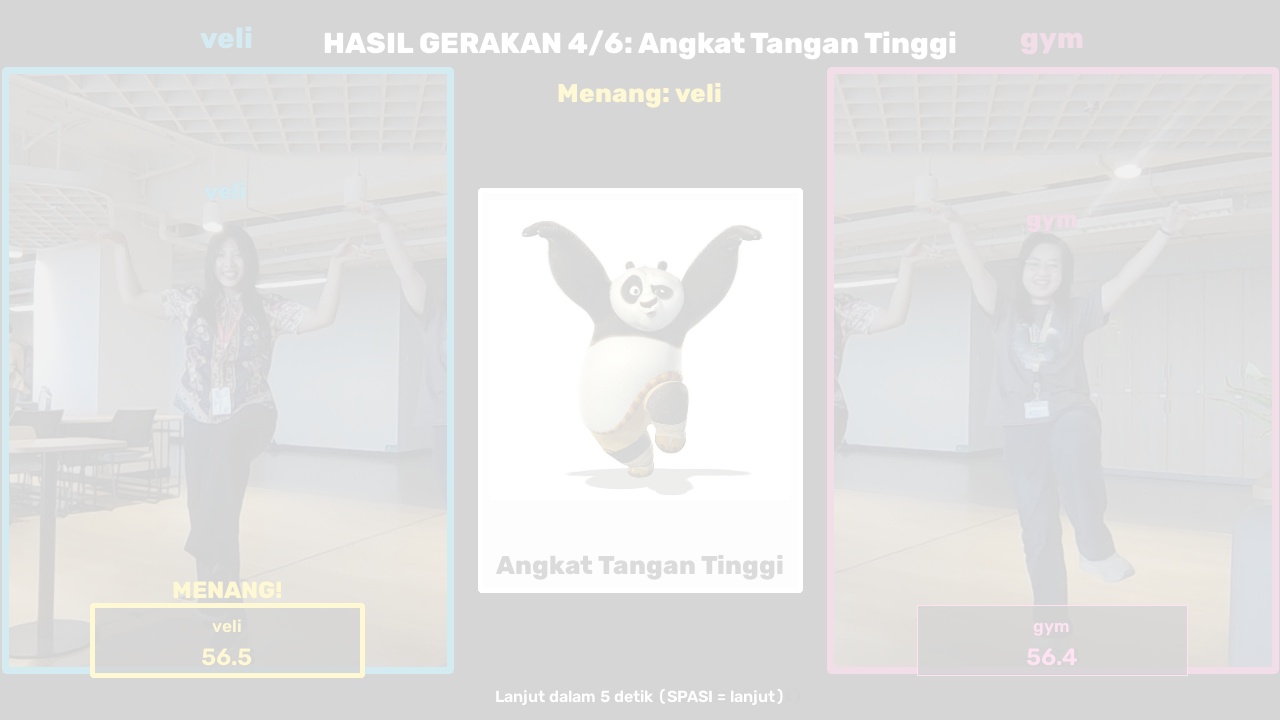 veli
HASIL GERAKAN 4/6: Angkat Tangan Tinggi
gym
Menang: veli
veli
gym
Angkat Tangan Tinggi
MENANG!
veli
56.5
gym
56.4
Lanjut dalam 5 detik (SPASI = lanjut)